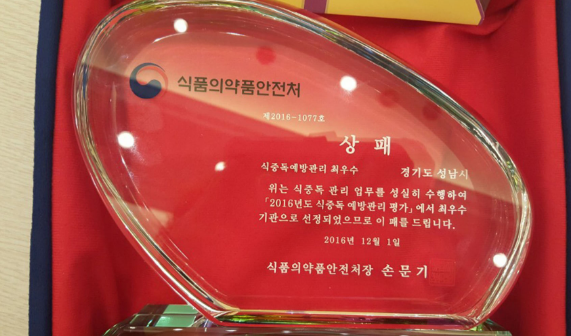 식품의약품안전처
제2016-1077호
상 패
식중독예방관리 최우수 경기도 성남시
위는 식중독 관리 업무를 성실히 수행하여
「2016년도 식중독 예방관리 평가」에서 최우수
기관으로 선정되었으므로 이 패를 드립니다.
2016년 12월 1일
식품의약품안전처장 손문기